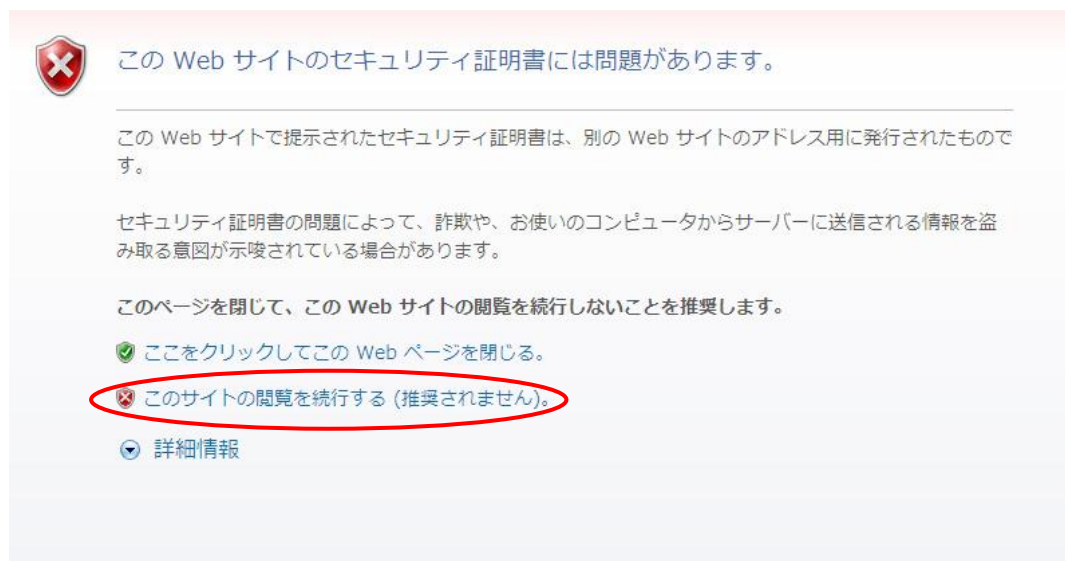 この Web サイトのセキュリティ証明書には問題があります。
この Web サイトで提示されたセキュリティ証明書は、別の Web サイトのアドレス用に発行されたもので
す。
セキュリティ証明書の問題によって、詐欺や、お使いのコンピュータからサーバーに送信される情報を盗
み取る意図が示唆されている場合があります。
このページを閉じて、この Web サイトの閲覧を続行しないことを推奨します。
ここをクリックしてこの Web ページを閉じる。
このサイトの閲覧を続行する (推奨されません)。
詳細情報